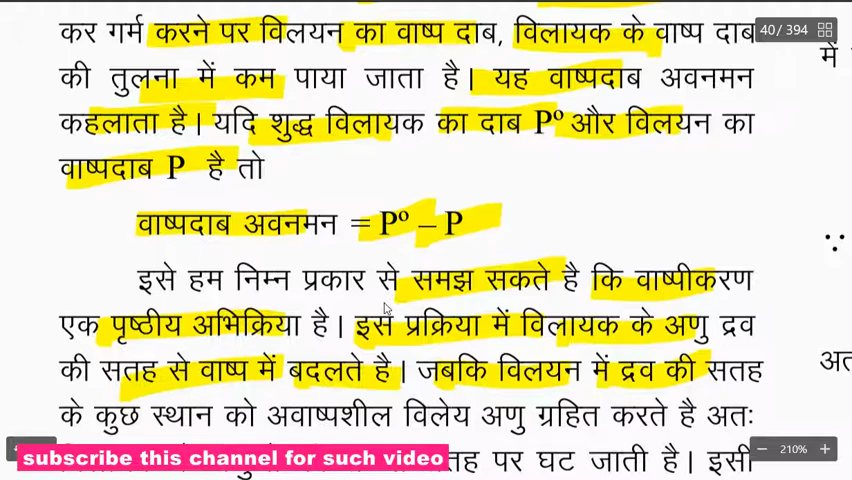 कर गर्म करने पर विलयन का वाष्प दाब, विलायक के वाष्प दाब
की तुलना में कम पाया जाता है। यह वाष्पदाब अवनमन
कहलाता है। यदि शुद्ध विलायक का दाब Pº और विलयन का
वाष्पदाब P है तो
वाष्पदाब अवनमन = Pº – P
इसे हम निम्न प्रकार से समझ सकते है कि वाष्पीकरण
एक पृष्ठीय अभिक्रिया है। इस प्रक्रिया में विलायक के अणु द्रव
की सतह से वाष्प में बदलते है। जबकि विलयन में द्रव की सतह
के कुछ स्थान को अवाष्पशील विलेय अणु ग्रहित करते है अतः
सतह पर घट जाती है। इसी
40 / 394
में
∵
अत
210%
subscribe this channel for such video